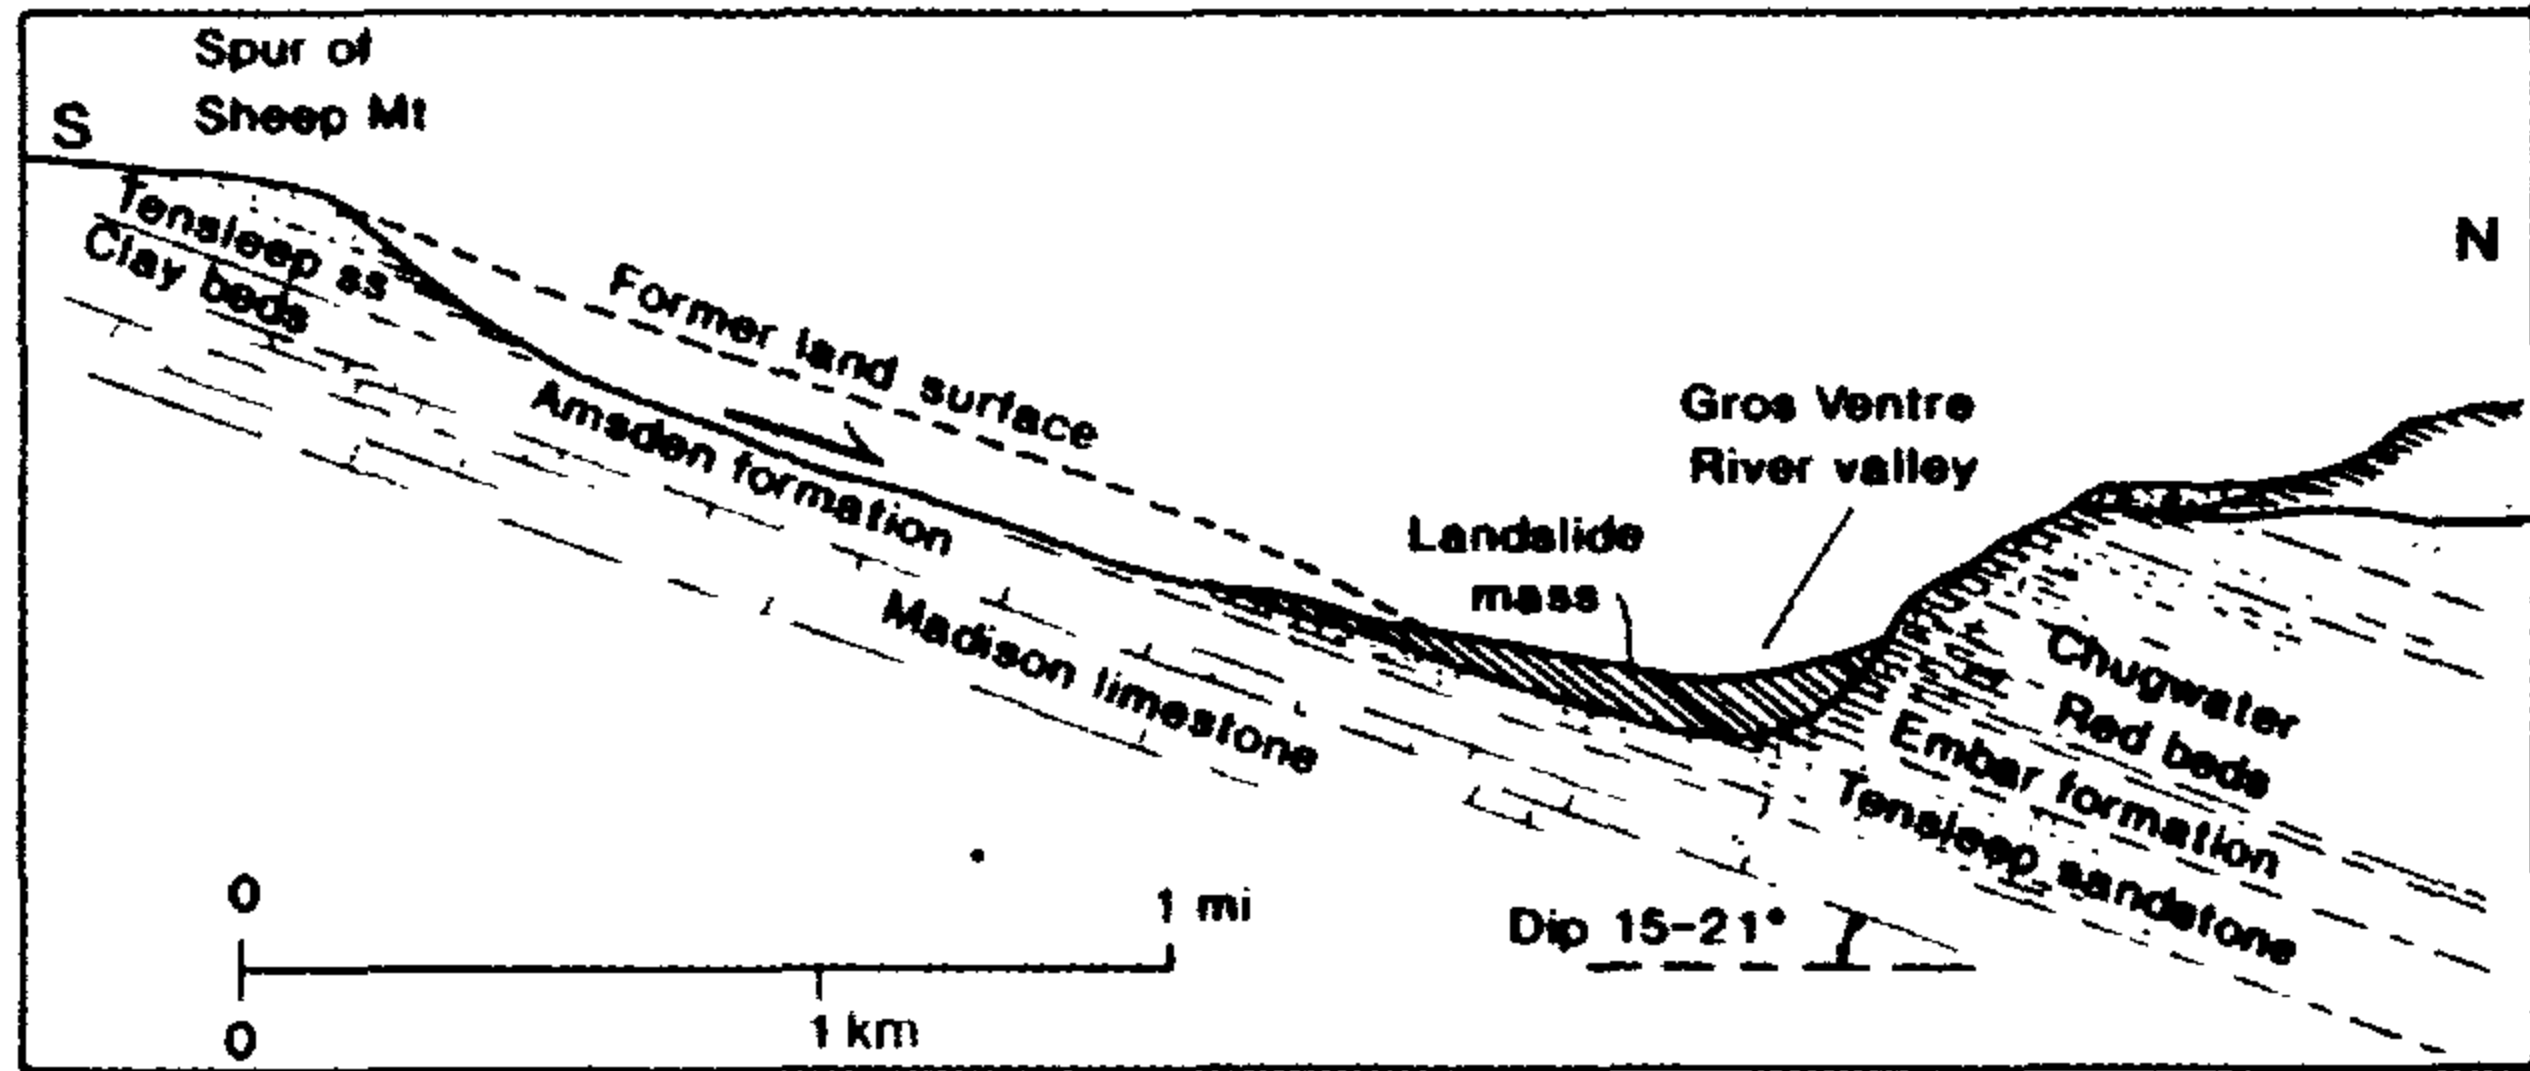 Spur of
Sheep Mt
S
N
Tensleep ss
Clay beds
Former land surface
Amsden formation
Madison limestone
Gros Ventre
River valley
Landslide
mass
Chugwater
Red beds
Embar formation
Tensleep sandstone
Dip 15-21°
0
1 mi
0
1 km